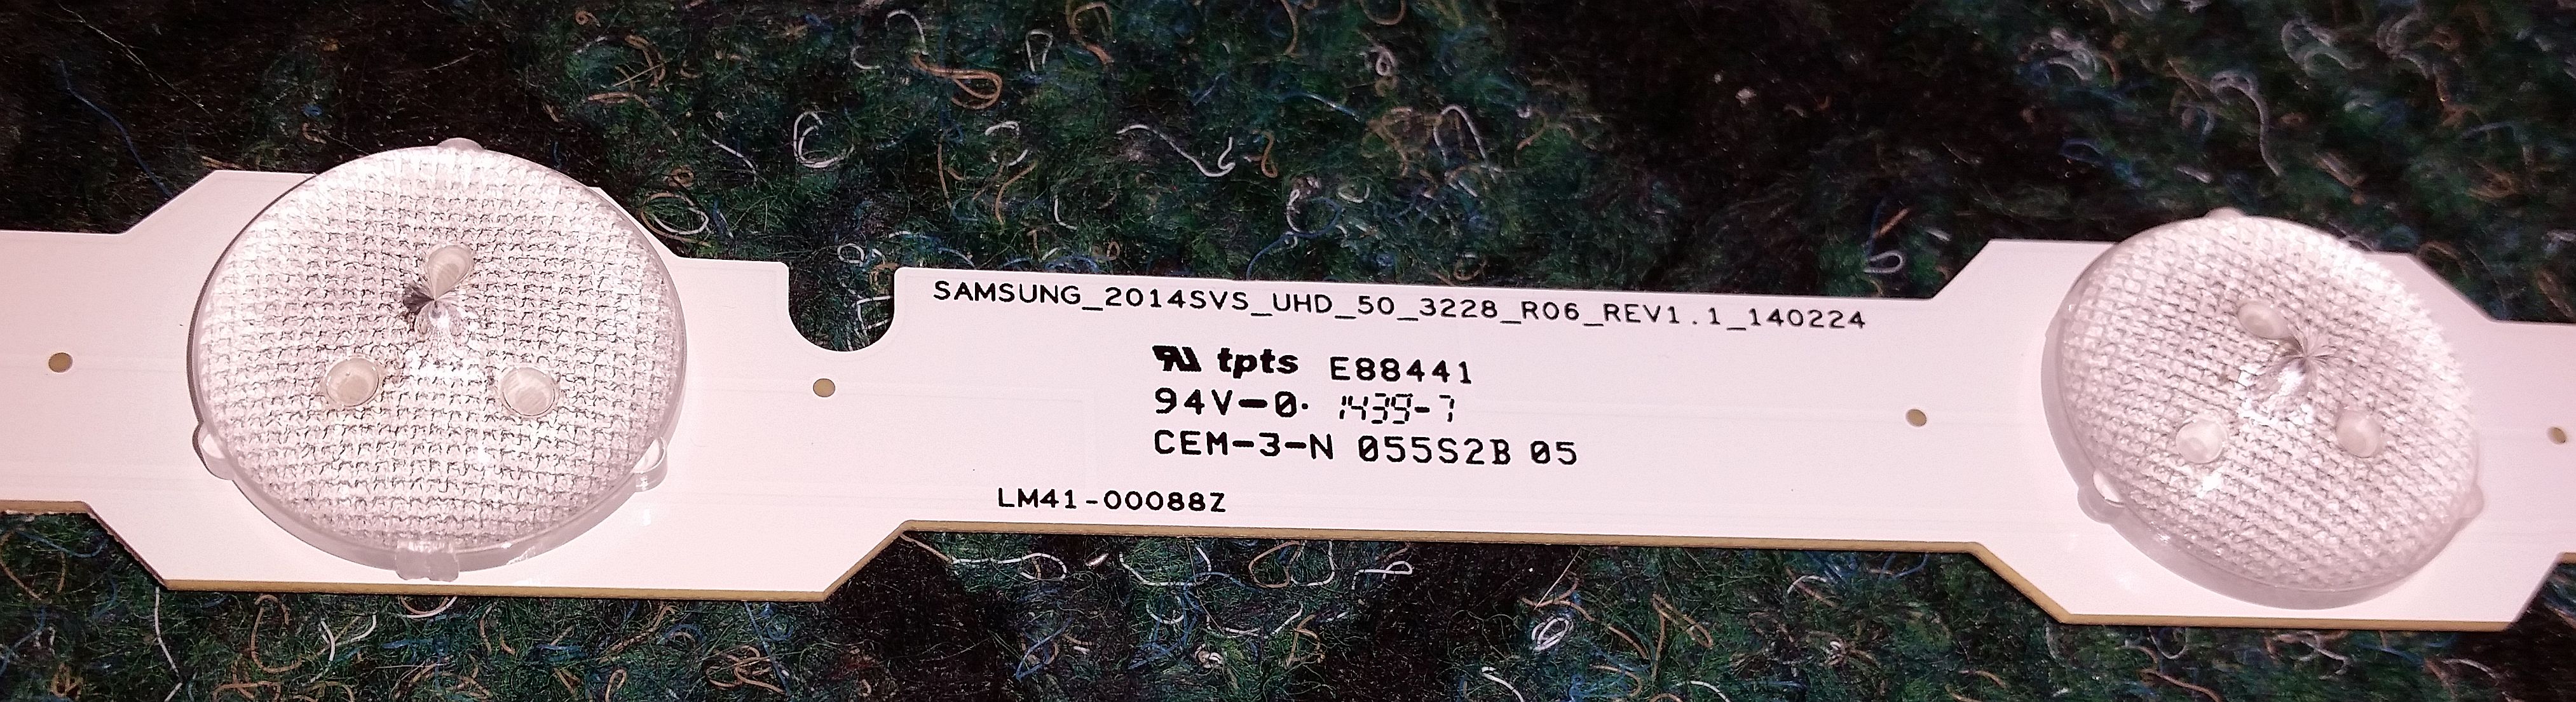 SAMSUNG_2014SVS_UHD_50_3228_R06_REV1.1_140224
tpts E88441
94V-0· 1439-7
CEM-3-N 055S2B 05
LM41-00088Z